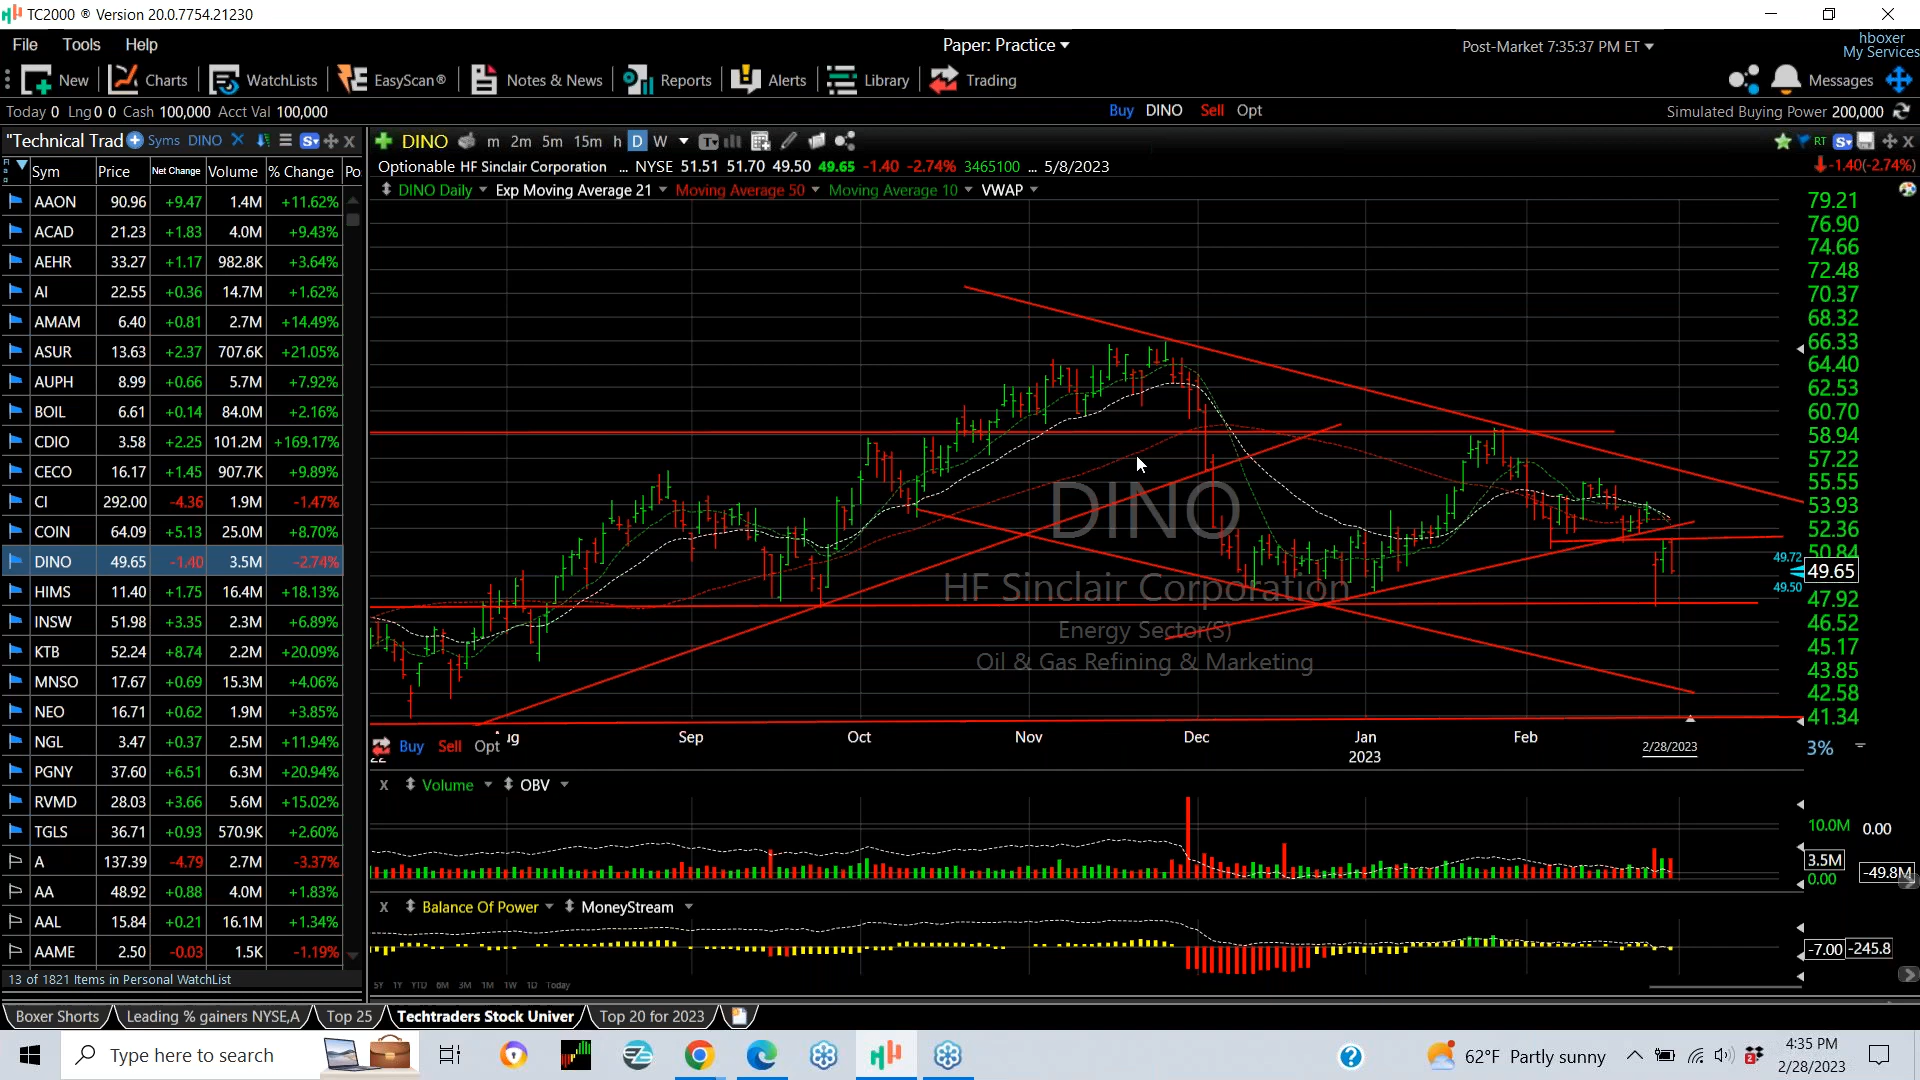 TC2000 ® Version 20.0.7754.21230
File Tools Help
Paper: Practice
Post-Market 7:35:37 PM ET
hboxer
My Services
New Charts WatchLists EasyScan® Notes & News Reports Alerts Library Trading
Messages
Today 0 Lng 0 0 Cash 100,000 Acct Val 100,000
Buy DINO Sell Opt
Simulated Buying Power 200,000
"Technical Trad Syms DINO
DINO m 2m 5m 15m h D W
RT
Optionable HF Sinclair Corporation ... NYSE 51.51 51.70 49.50 49.65 -1.40 -2.74% 3465100 ... 5/8/2023
-1.40(-2.74%)
DINO Daily Exp Moving Average 21 Moving Average 50 Moving Average 10 VWAP
Sym Price Net Change Volume % Change Po
AAON 90.96 +9.47 1.4M +11.62%
ACAD 21.23 +1.83 4.0M +9.43%
AEHR 33.27 +1.17 982.8K +3.64%
AI 22.55 +0.36 14.7M +1.62%
AMAM 6.40 +0.81 2.7M +14.49%
ASUR 13.63 +2.37 707.6K +21.05%
AUPH 8.99 +0.66 5.7M +7.92%
BOIL 6.61 +0.14 84.0M +2.16%
CDIO 3.58 +2.25 101.2M +169.17%
CECO 16.17 +1.45 907.7K +9.89%
CI 292.00 -4.36 1.9M -1.47%
COIN 64.09 +5.13 25.0M +8.70%
DINO 49.65 -1.40 3.5M -2.74%
HIMS 11.40 +1.75 16.4M +18.13%
INSW 51.98 +3.35 2.3M +6.89%
KTB 52.24 +8.74 2.2M +20.09%
MNSO 17.67 +0.69 15.3M +4.06%
NEO 16.71 +0.62 1.9M +3.85%
NGL 3.47 +0.37 2.5M +11.94%
PGNY 37.60 +6.51 6.3M +20.94%
RVMD 28.03 +3.66 5.6M +15.02%
TGLS 36.71 +0.93 570.9K +2.60%
A 137.39 -4.79 2.7M -3.37%
AA 48.92 +0.88 4.0M +1.83%
AAL 15.84 +0.21 16.1M +1.34%
AAME 2.50 -0.03 1.5K -1.19%
13 of 1821 Items in Personal WatchList
DINO
HF Sinclair Corporation
Energy Sector(S)
Oil & Gas Refining & Marketing
79.21
76.90
74.66
72.48
70.37
68.32
66.33
64.40
62.53
60.70
58.94
57.22
55.55
53.93
52.36
50.84
49.72
49.65
49.50
47.92
46.52
45.17
43.85
42.58
41.34
Buy Sell Opt
22
ug Sep Oct Nov Dec Jan Feb
2023
2/28/2023
3%
X Volume OBV
10.0M 0.00
3.5M
0.00
-49.8M
X Balance Of Power MoneyStream
-7.00 -245.8
5Y 1Y YTD 6M 3M 1M 1W 1D Today
Boxer Shorts Leading % gainers NYSE,A Top 25 Techtraders Stock Univer Top 20 for 2023
Type here to search
62°F Partly sunny
4:35 PM
2/28/2023